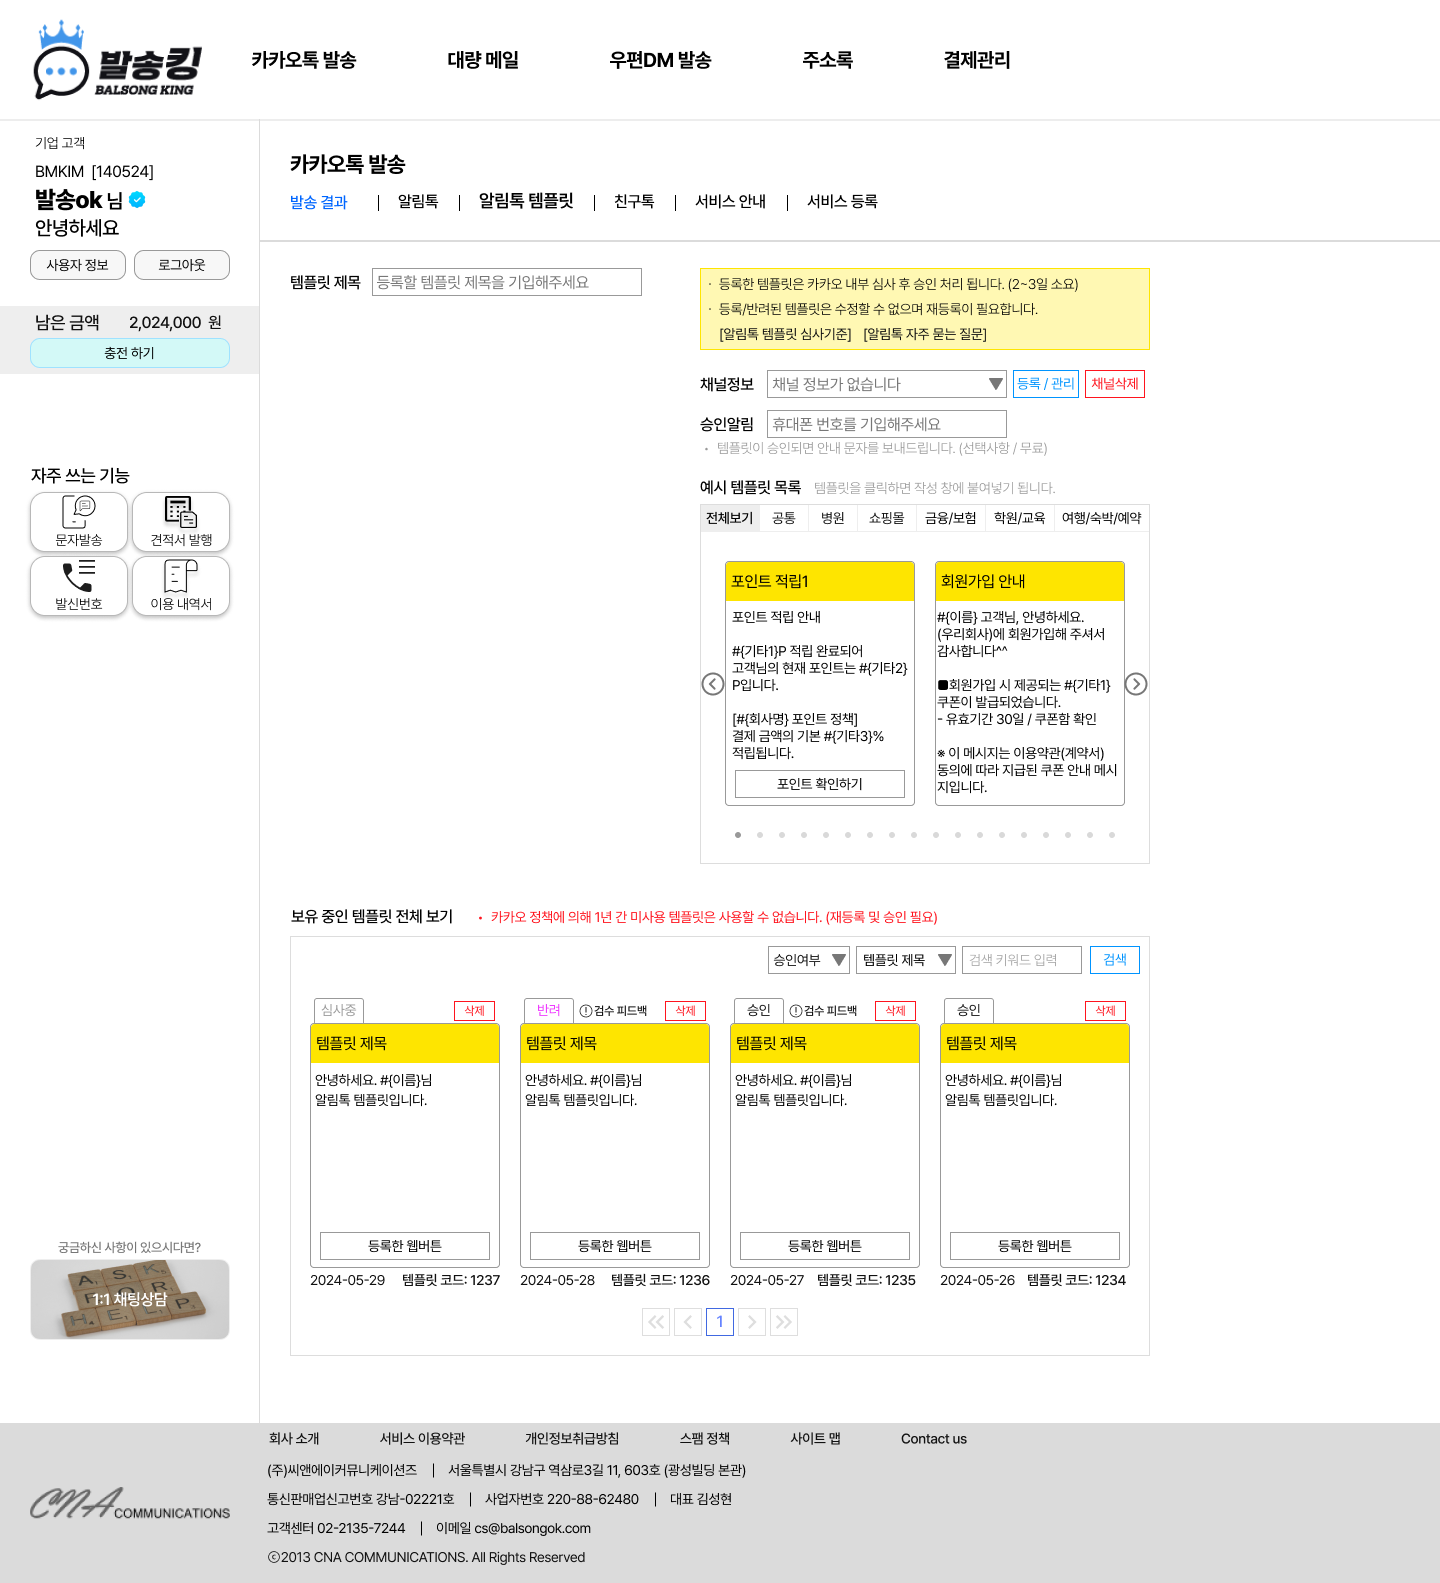 발송킹
BALSONG KING
카카오톡 발송
대량 메일
우편DM 발송
주소록
결제관리
기업 고객
BMKIM [140524]
발송ok 님
안녕하세요
사용자 정보
로그아웃
남은 금액 2,024,000 원
충전 하기
자주 쓰는 기능
문자발송
견적서 발행
발신번호
이용 내역서
궁금하신 사항이 있으시다면?
ASK
FOR
HELP
1:1 채팅상담
카카오톡 발송
발송 결과 | 알림톡 | 알림톡 템플릿 | 친구톡 | 서비스 안내 | 서비스 등록
템플릿 제목 등록할 템플릿 제목을 기입해주세요
· 등록한 템플릿은 카카오 내부 심사 후 승인 처리 됩니다. (2~3일 소요)
· 등록/반려된 템플릿은 수정할 수 없으며 재등록이 필요합니다.
[알림톡 템플릿 심사기준] [알림톡 자주 묻는 질문]
채널정보 채널 정보가 없습니다 ▼ 등록 / 관리 채널삭제
승인알림 휴대폰 번호를 기입해주세요
• 템플릿이 승인되면 안내 문자를 보내드립니다. (선택사항 / 무료)
예시 템플릿 목록 템플릿을 클릭하면 작성 창에 붙여넣기 됩니다.
전체보기 공통 병원 쇼핑몰 금융/보험 학원/교육 여행/숙박/예약
포인트 적립1
포인트 적립 안내
#{기타1}P 적립 완료되어
고객님의 현재 포인트는 #{기타2}
P입니다.
[#{회사명} 포인트 정책]
결제 금액의 기본 #{기타3}%
적립됩니다.
포인트 확인하기
회원가입 안내
#{이름} 고객님, 안녕하세요.
(우리회사)에 회원가입해 주셔서
감사합니다^^
■회원가입 시 제공되는 #{기타1}
쿠폰이 발급되었습니다.
- 유효기간 30일 / 쿠폰함 확인
※ 이 메시지는 이용약관(계약서)
동의에 따라 지급된 쿠폰 안내 메시
지입니다.
보유 중인 템플릿 전체 보기 • 카카오 정책에 의해 1년 간 미사용 템플릿은 사용할 수 없습니다. (재등록 및 승인 필요)
승인여부 ▼ 템플릿 제목 ▼ 검색 키워드 입력 검색
심사중 삭제
템플릿 제목
안녕하세요. #{이름}님
알림톡 템플릿입니다.
등록한 웹버튼
2024-05-29 템플릿 코드: 1237
반려 검수 피드백 삭제
템플릿 제목
안녕하세요. #{이름}님
알림톡 템플릿입니다.
등록한 웹버튼
2024-05-28 템플릿 코드: 1236
승인 검수 피드백 삭제
템플릿 제목
안녕하세요. #{이름}님
알림톡 템플릿입니다.
등록한 웹버튼
2024-05-27 템플릿 코드: 1235
승인 삭제
템플릿 제목
안녕하세요. #{이름}님
알림톡 템플릿입니다.
등록한 웹버튼
2024-05-26 템플릿 코드: 1234
1
CNA COMMUNICATIONS
회사 소개 서비스 이용약관 개인정보취급방침 스팸 정책 사이트 맵 Contact us
(주)씨앤에이커뮤니케이션즈 | 서울특별시 강남구 역삼로3길 11, 603호 (광성빌딩 본관)
통신판매업신고번호 강남-02221호 | 사업자번호 220-88-62480 | 대표 김성현
고객센터 02-2135-7244 | 이메일 cs@balsongok.com
ⓒ2013 CNA COMMUNICATIONS. All Rights Reserved